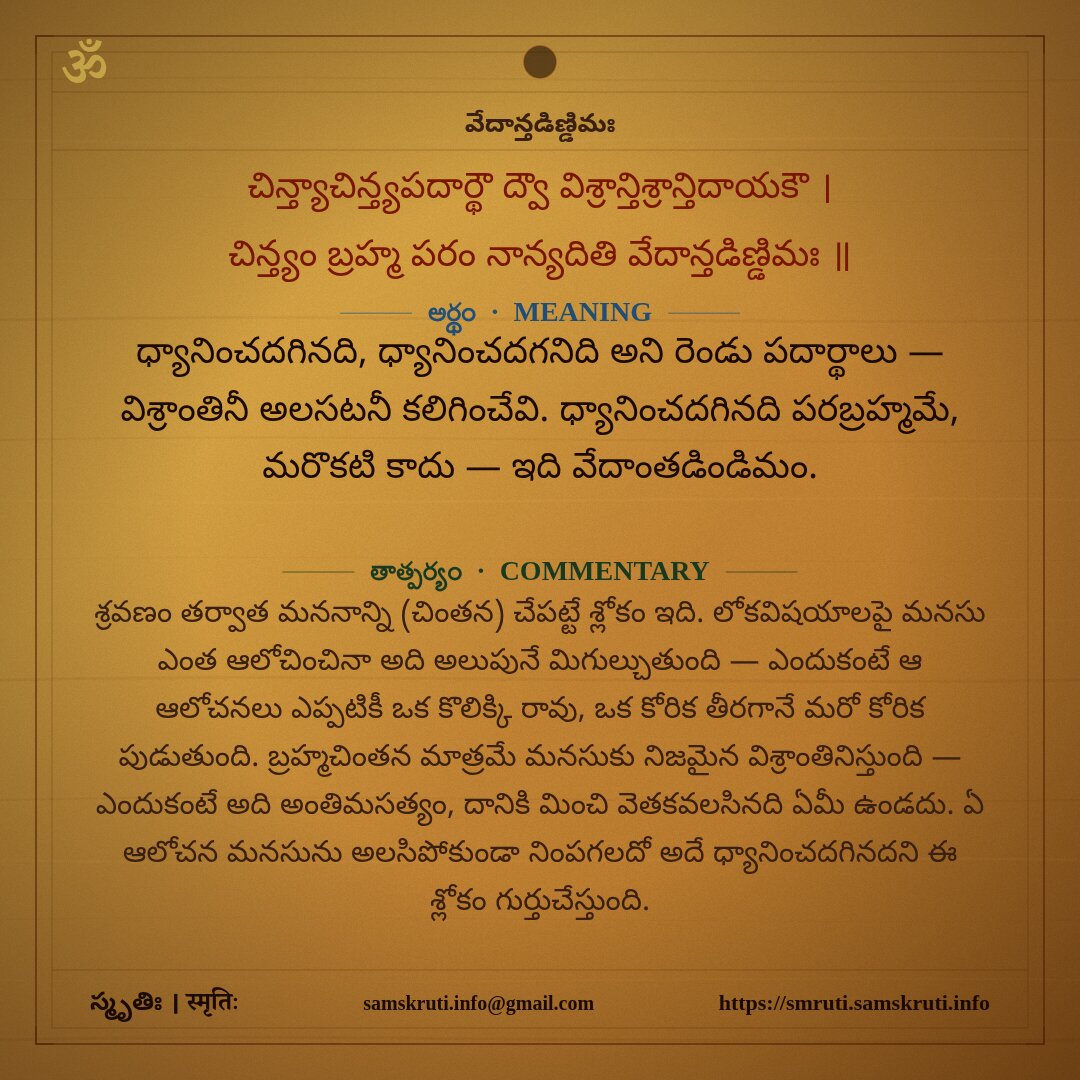 ॐ
వేదాన్తడిణ్డిమః
చిన్త్యాచిన్త్యపదార్థౌ ద్వౌ విశ్రాన్తిశ్రాన్తిదాయకౌ |
చిన్త్యం బ్రహ్మ పరం నాన్యదితి వేదాన్తడిణ్డిమః ||
అర్థం · MEANING
ధ్యానించదగినది, ధ్యానించదగనిది అని రెండు పదార్థాలు —
విశ్రాంతినీ అలసటనీ కలిగించేవి. ధ్యానించదగినది పరబ్రహ్మమే,
మరొకటి కాదు — ఇది వేదాంతడిండిమం.
తాత్పర్యం · COMMENTARY
శ్రవణం తర్వాత మననాన్ని (చింతన) చేపట్టే శ్లోకం ఇది. లోకవిషయాలపై మనసు
ఎంత ఆలోచించినా అది అలుపునే మిగుల్చుతుంది — ఎందుకంటే ఆ
ఆలోచనలు ఎప్పటికీ ఒక కొలిక్కి రావు, ఒక కోరిక తీరగానే మరో కోరిక
పుడుతుంది. బ్రహ్మచింతన మాత్రమే మనసుకు నిజమైన విశ్రాంతినిస్తుంది —
ఎందుకంటే అది అంతిమసత్యం, దానికి మించి వెతకవలసినది ఏమీ ఉండదు. ఏ
ఆలోచన మనసును అలసిపోకుండా నింపగలదో అదే ధ్యానించదగినదని ఈ
శ్లోకం గుర్తుచేస్తుంది.
స్మృతిః | स्मृतिः samskruti.info@gmail.com https://smruti.samskruti.info